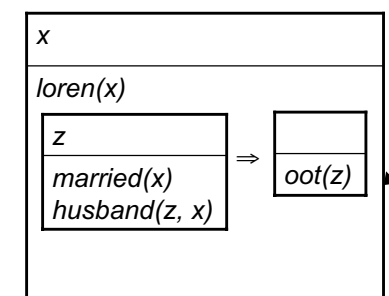 x
loren(x)
z
married(x)
husband(z, x)
⇒
oot(z)